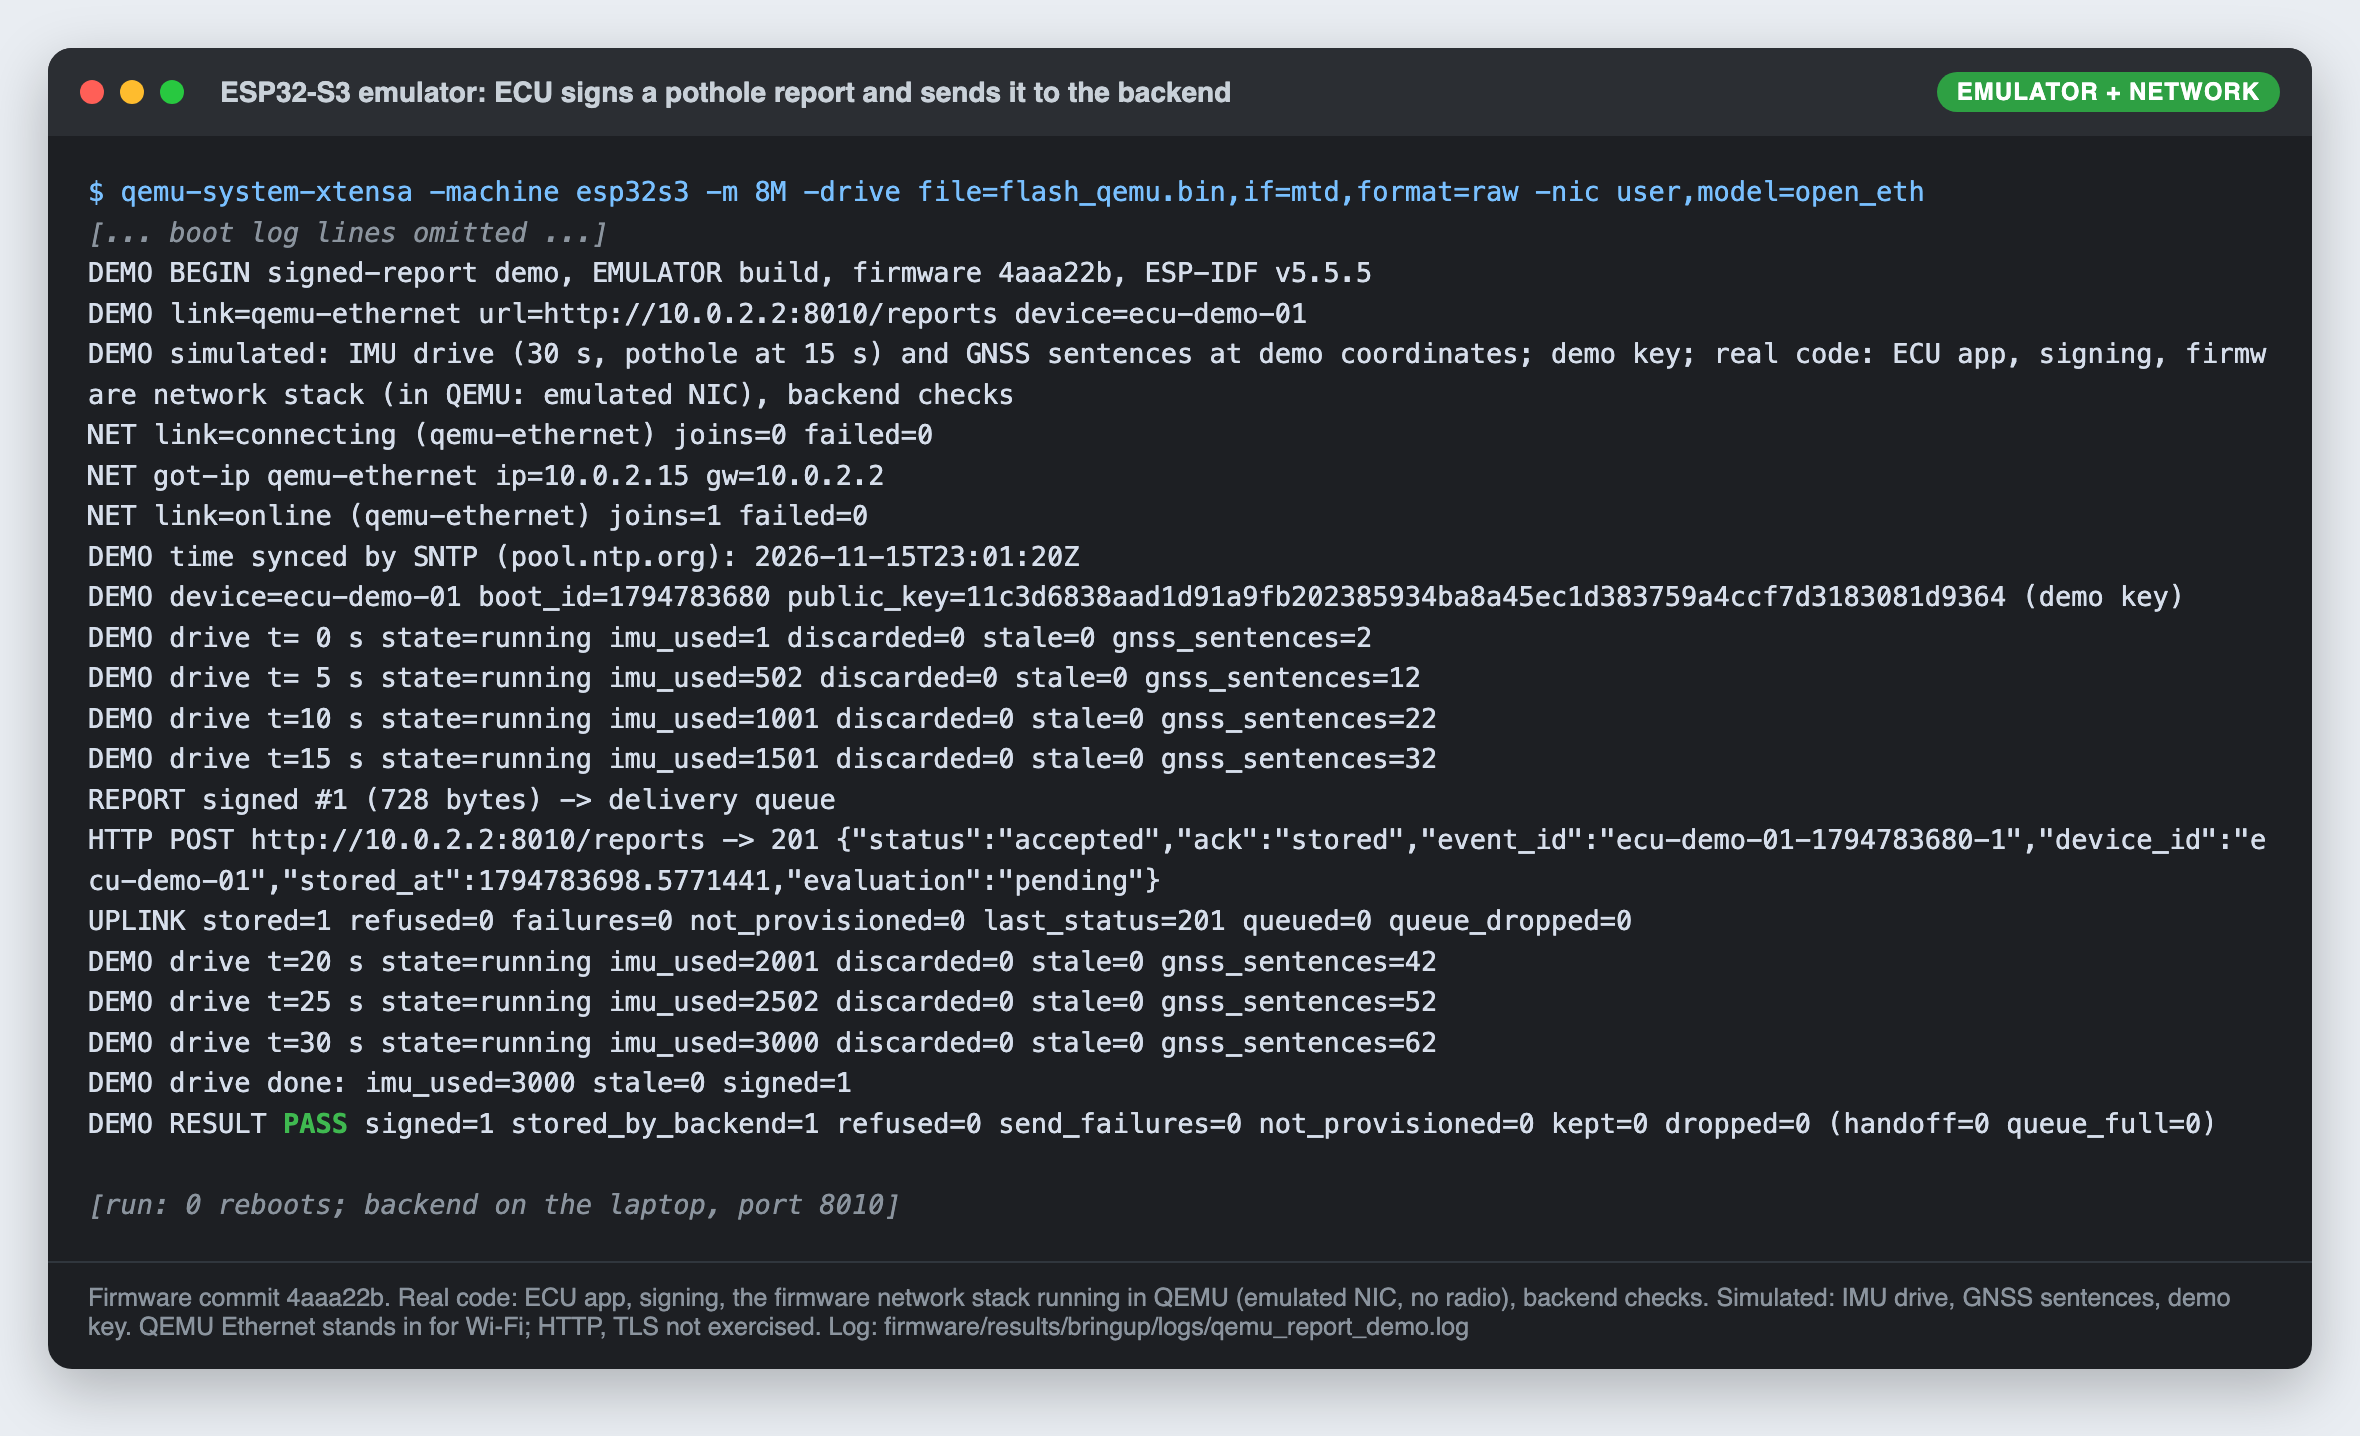 ESP32-S3 emulator: ECU signs a pothole report and sends it to the backend
EMULATOR + NETWORK
$ qemu-system-xtensa -machine esp32s3 -m 8M -drive file=flash_qemu.bin,if=mtd,format=raw -nic user,model=open_eth
[... boot log lines omitted ...]
DEMO BEGIN signed-report demo, EMULATOR build, firmware 4aaa22b, ESP-IDF v5.5.5
DEMO link=qemu-ethernet url=http://10.0.2.2:8010/reports device=ecu-demo-01
DEMO simulated: IMU drive (30 s, pothole at 15 s) and GNSS sentences at demo coordinates; demo key; real code: ECU app, signing, firmw
are network stack (in QEMU: emulated NIC), backend checks
NET link=connecting (qemu-ethernet) joins=0 failed=0
NET got-ip qemu-ethernet ip=10.0.2.15 gw=10.0.2.2
NET link=online (qemu-ethernet) joins=1 failed=0
DEMO time synced by SNTP (pool.ntp.org): 2026-11-15T23:01:20Z
DEMO device=ecu-demo-01 boot_id=1794783680 public_key=11c3d6838aad1d91a9fb202385934ba8a45ec1d383759a4ccf7d3183081d9364 (demo key)
DEMO drive t= 0 s state=running imu_used=1 discarded=0 stale=0 gnss_sentences=2
DEMO drive t= 5 s state=running imu_used=502 discarded=0 stale=0 gnss_sentences=12
DEMO drive t=10 s state=running imu_used=1001 discarded=0 stale=0 gnss_sentences=22
DEMO drive t=15 s state=running imu_used=1501 discarded=0 stale=0 gnss_sentences=32
REPORT signed #1 (728 bytes) -> delivery queue
HTTP POST http://10.0.2.2:8010/reports -> 201 {"status":"accepted","ack":"stored","event_id":"ecu-demo-01-1794783680-1","device_id":"e
cu-demo-01","stored_at":1794783698.5771441,"evaluation":"pending"}
UPLINK stored=1 refused=0 failures=0 not_provisioned=0 last_status=201 queued=0 queue_dropped=0
DEMO drive t=20 s state=running imu_used=2001 discarded=0 stale=0 gnss_sentences=42
DEMO drive t=25 s state=running imu_used=2502 discarded=0 stale=0 gnss_sentences=52
DEMO drive t=30 s state=running imu_used=3000 discarded=0 stale=0 gnss_sentences=62
DEMO drive done: imu_used=3000 stale=0 signed=1
DEMO RESULT PASS signed=1 stored_by_backend=1 refused=0 send_failures=0 not_provisioned=0 kept=0 dropped=0 (handoff=0 queue_full=0)
[run: 0 reboots; backend on the laptop, port 8010]
Firmware commit 4aaa22b. Real code: ECU app, signing, the firmware network stack running in QEMU (emulated NIC, no radio), backend checks. Simulated: IMU drive, GNSS sentences, demo
key. QEMU Ethernet stands in for Wi-Fi; HTTP, TLS not exercised. Log: firmware/results/bringup/logs/qemu_report_demo.log